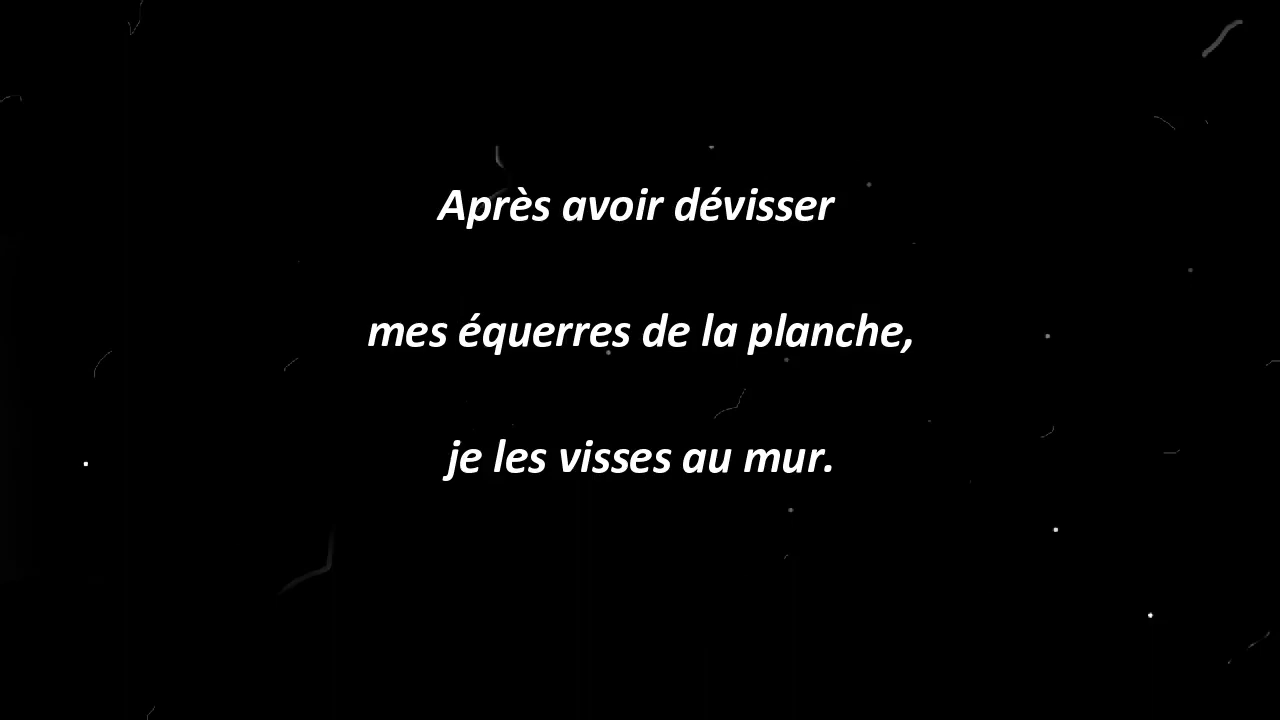 Après avoir dévisser
mes équerres de la planche,
je les visses au mur.